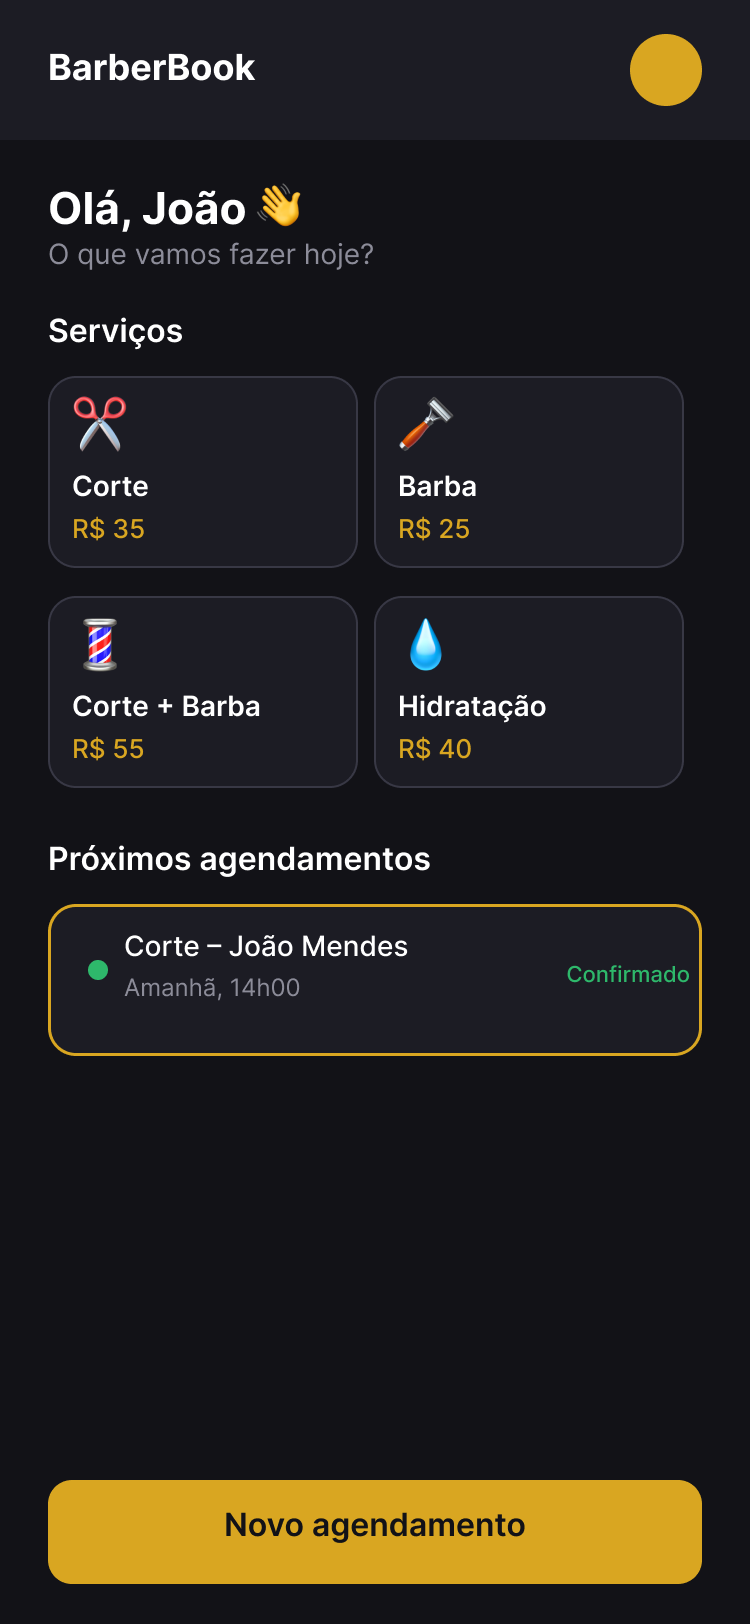 BarberBook
Olá, João 👋
O que vamos fazer hoje?
Serviços
Corte
R$ 35
Barba
R$ 25
Corte + Barba
R$ 55
Hidratação
R$ 40
Próximos agendamentos
Corte – João Mendes
Amanhã, 14h00
Confirmado
Novo agendamento